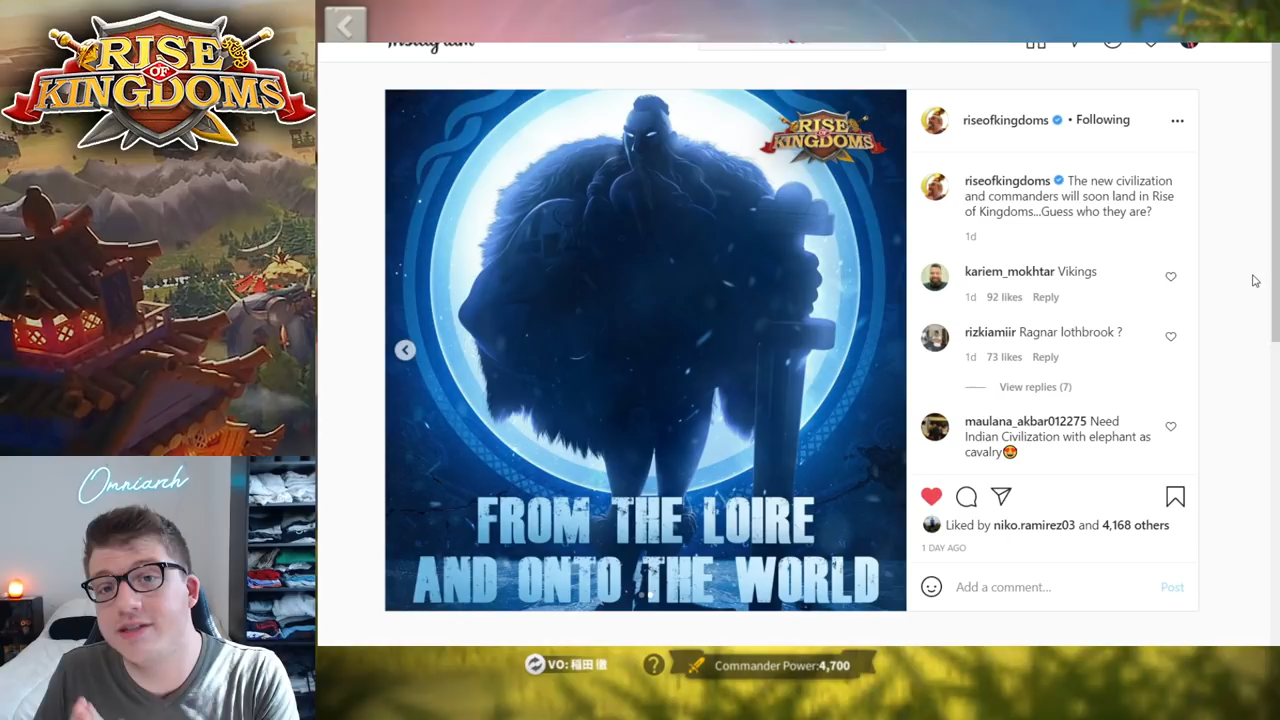 RISE
OF
KINGDOMS
Omniarch
Instagram
RISE
OF
KINGDOMS
FROM THE LOIRE
AND ONTO THE WORLD
riseofkingdoms • Following
riseofkingdoms The new civilization
and commanders will soon land in Rise
of Kingdoms...Guess who they are?
1d
kariem_mokhtar Vikings
1d 92 likes Reply
rizkiamiir Ragnar lothbrook ?
1d 73 likes Reply
View replies (7)
maulana_akbar012275 Need
Indian Civilization with elephant as
cavalry😍
Liked by niko.ramirez03 and 4,168 others
1 DAY AGO
Add a comment... Post
VO: 稲田 徹
? Commander Power:4,700